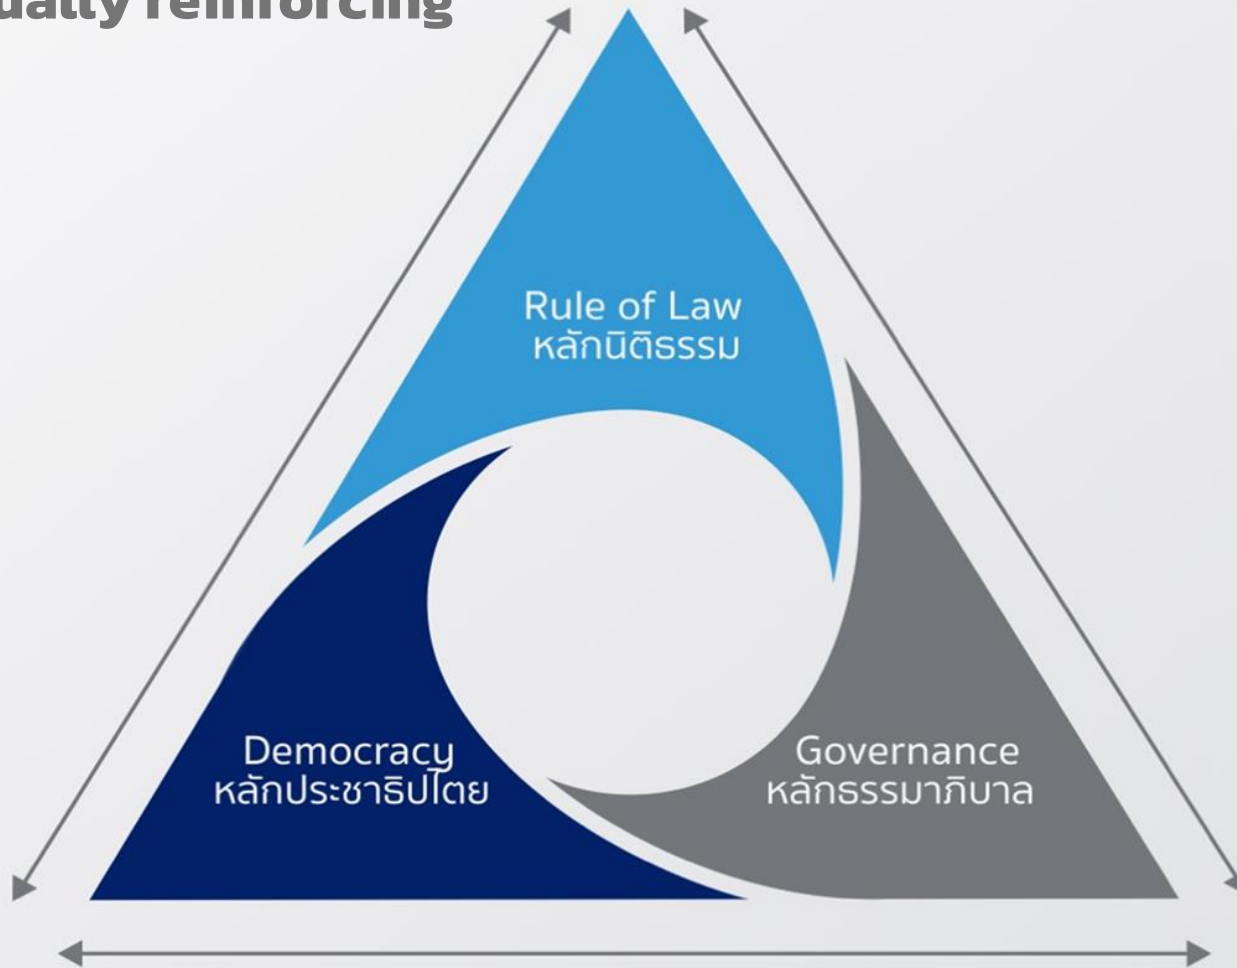 reinforcing
Rule of Law
หลักนิติธรรม
Democracy
หลักประชาธิปไตย
Governance
หลักธรรมาภิบาล